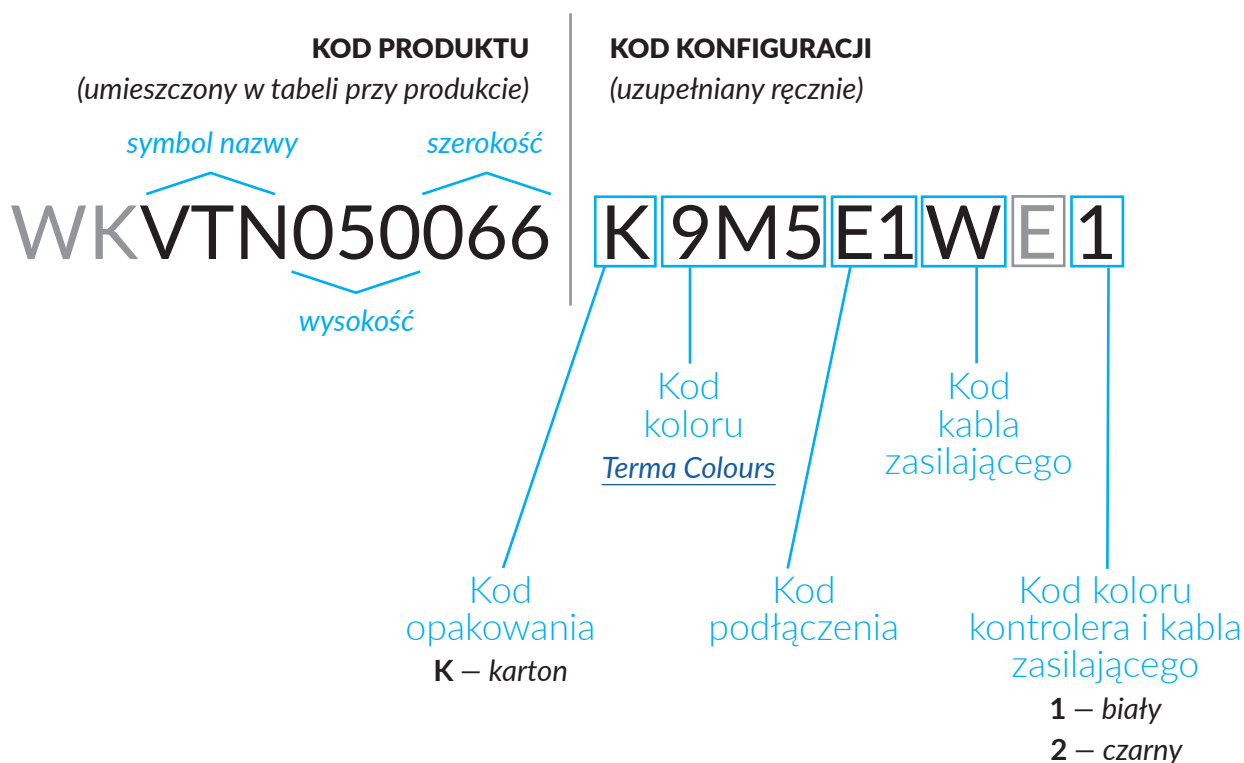 KOD PRODUKTU
(umieszczony w tabeli przy produkcie)
KOD KONFIGURACJI
(uzupełniany ręcznie)
symbol nazwy
szerokość
WKVTN050066 K9M5E1WE1
wysokość
Kod
koloru
Terma Colours
Kod
kabla
zasilającego
Kod
opakowania
K – karton
Kod
podłączenia
Kod koloru
kontrolera i kabla
zasilającego
1 – biały
2 – czarny